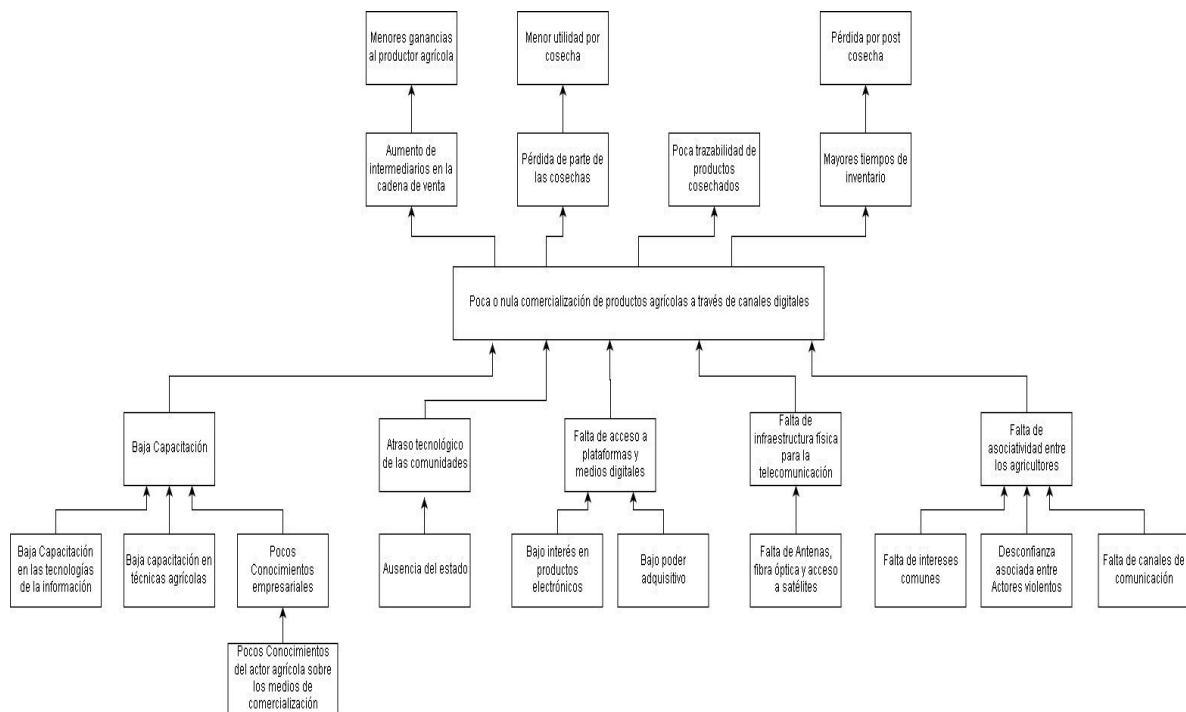 Menores ganancias
al productor agrícola
Menor utilidad por
cosecha
Pérdida por post
cosecha
Aumento de
intermediarios en la
cadena de venta
Pérdida de parte de
las cosechas
Poca trazabilidad de
productos
cosechados
Mayores tiempos de
inventario
Poca o nula comercialización de productos agrícolas a través de canales digitales
Baja Capacitación
Atraso tecnológico
de las comunidades
Falta de acceso a
plataformas y
medios digitales
Falta de
infraestructura física
para la
telecomunicación
Falta de
asociatividad entre
los agricultores
Baja Capacitación
en las tecnologías
de la información
Baja capacitación en
técnicas agrícolas
Pocos
Conocimientos
empresariales
Ausencia del estado
Bajo interés en
productos
electrónicos
Bajo poder
adquisitivo
Falta de Antenas,
fibra óptica y acceso
a satélites
Falta de intereses
comunes
Desconfianza
asociada entre
Actores violentos
Falta de canales de
comunicación
Pocos Conocimientos
del actor agrícola sobre
los medios de
comercialización